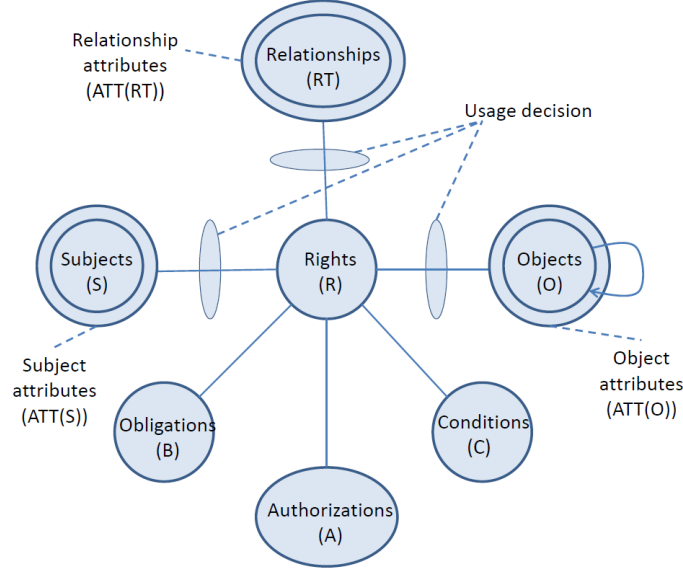 Relationship
attributes
(ATT(RT))
Relationships
(RT)
Usage decision
Subjects
(S)
Rights
(R)
Objects
(O)
Subject
attributes
(ATT(S))
Object
attributes
(ATT(O))
Obligations
(B)
Conditions
(C)
Authorizations
(A)